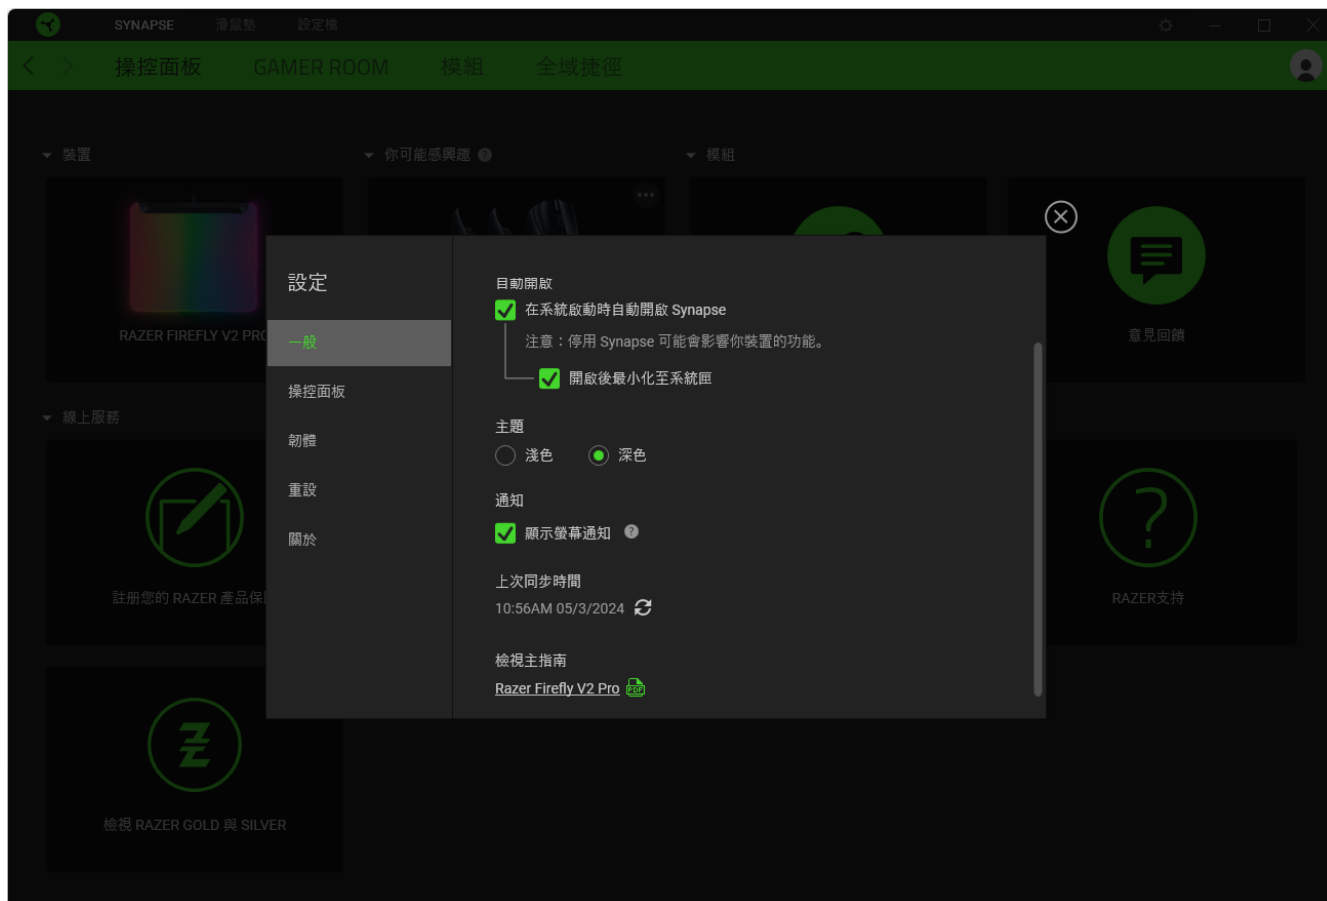 SYNAPSE
滑鼠墊
設定檔
操控面板
GAMER ROOM
模組
全域捷徑
裝置
你可能感興趣
模組
RAZER FIREFLY V2 PRO
意見回饋
線上服務
註册您的 RAZER 產品保
RAZER支持
檢視 RAZER GOLD 與 SILVER
設定
一般
操控面板
韌體
重設
關於
自動開啟
在系統啟動時自動開啟 Synapse
注意：停用 Synapse 可能會影響你裝置的功能。
開啟後最小化至系統匣
主題
淺色
深色
通知
顯示螢幕通知
上次同步時間
10:56AM 05/3/2024
檢視主指南
Razer Firefly V2 Pro
PDF